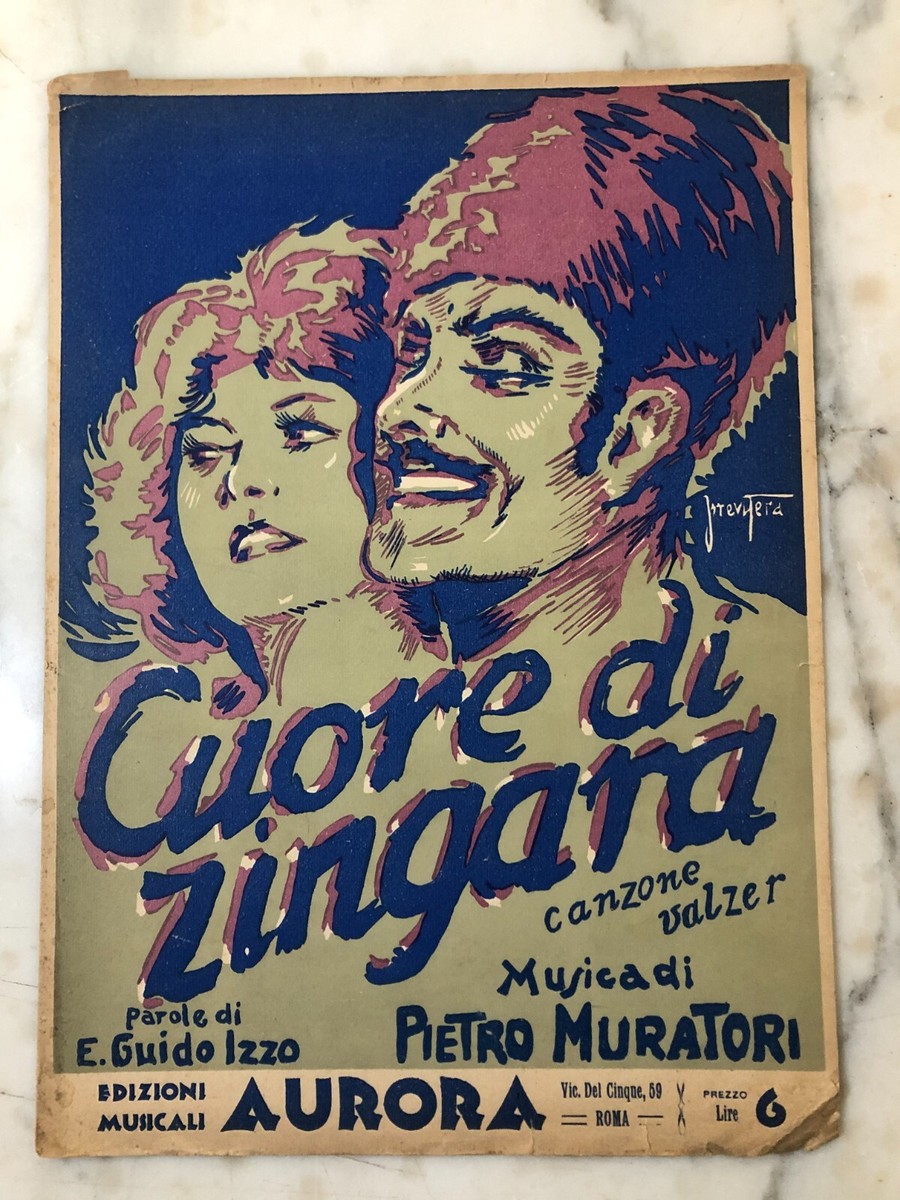 Previtera
Cuore di
zingara
canzone
valzer
Musica di
PIETRO MURATORI
parole di
E. Guido Izzo
EDIZIONI
MUSICALI
AURORA
Vic. Del Cinque, 59
ROMA
PREZZO
Lire 6